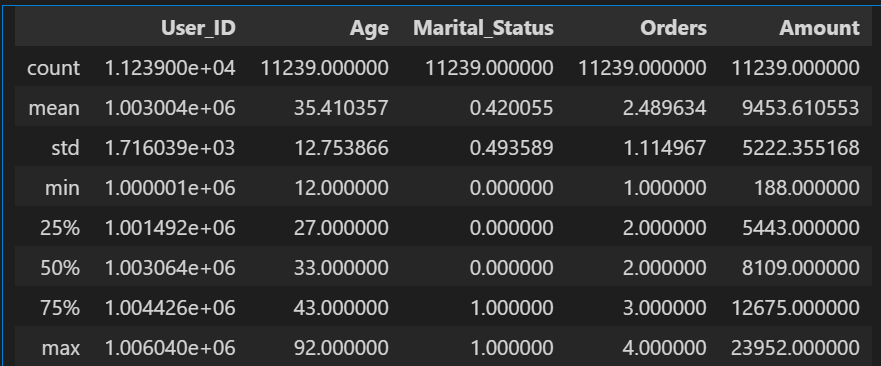 User_ID Age Marital_Status Orders Amount
count 1.123900e+04 11239.000000 11239.000000 11239.000000 11239.000000
mean 1.003004e+06 35.410357 0.420055 2.489634 9453.610553
std 1.716039e+03 12.753866 0.493589 1.114967 5222.355168
min 1.000001e+06 12.000000 0.000000 1.000000 188.000000
25% 1.001492e+06 27.000000 0.000000 2.000000 5443.000000
50% 1.003064e+06 33.000000 0.000000 2.000000 8109.000000
75% 1.004426e+06 43.000000 1.000000 3.000000 12675.000000
max 1.006040e+06 92.000000 1.000000 4.000000 23952.000000